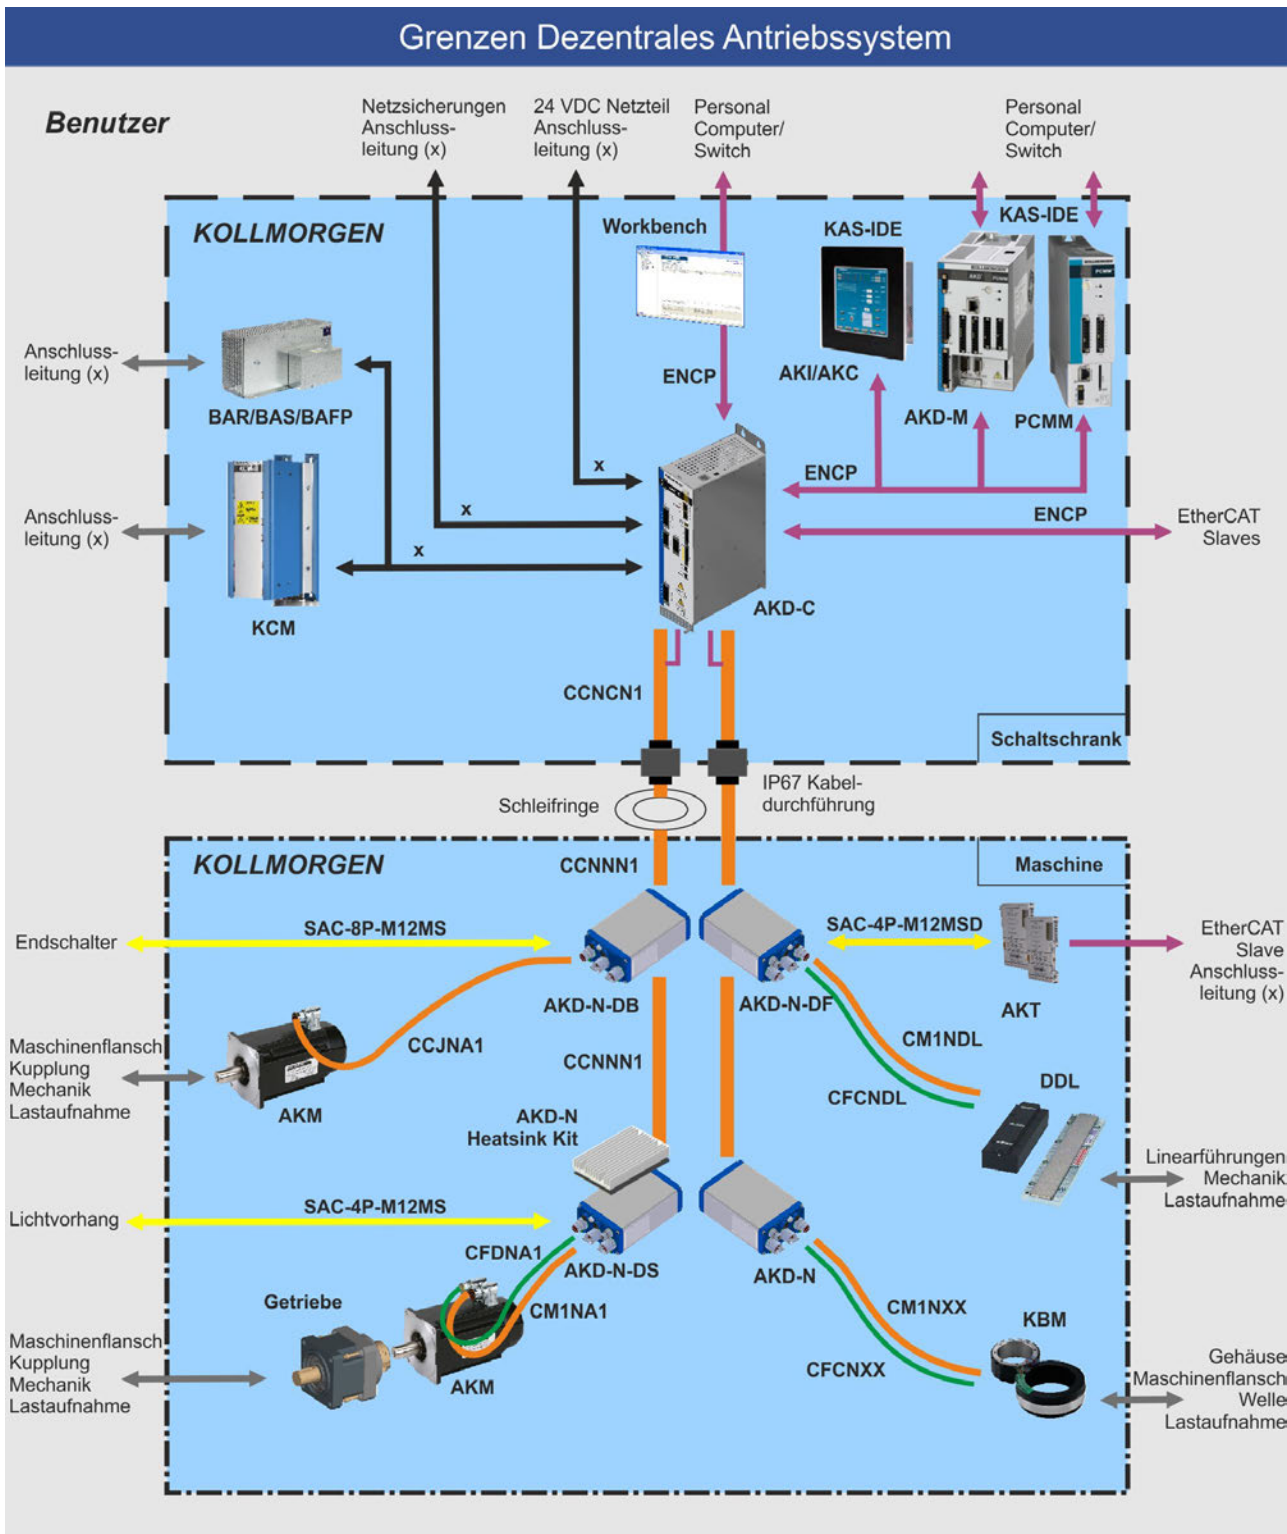 Grenzen Dezentrales Antriebssystem
Benutzer
Netzsicherungen
Anschluss-
leitung (x)
24 VDC Netzteil
Anschluss-
leitung (x)
Personal
Computer/
Switch
Personal
Computer/
Switch
KOLLMORGEN
Workbench
KAS-IDE
KAS-IDE
Anschluss-
leitung (x)
BAR/BAS/BAFP
ENCP
AKI/AKC
AKD-M
PCMM
x
ENCP
Anschluss-
leitung (x)
x
ENCP
EtherCAT
Slaves
x
KCM
AKD-C
CCNCN1
Schaltschrank
IP67 Kabel-
durchführung
Schleifringe
KOLLMORGEN
CCNNN1
Maschine
Endschalter
SAC-8P-M12MS
SAC-4P-M12MSD
EtherCAT
Slave
Anschluss-
leitung (x)
AKD-N-DB
AKD-N-DF
AKT
Maschinenflansch
Kupplung
Mechanik
Lastaufnahme
CCJNA1
CCNNN1
CM1NDL
CFCNDL
DDL
AKM
AKD-N
Heatsink Kit
Linearführungen
Mechanik
Lastaufnahme
Lichtvorhang
SAC-4P-M12MS
CFDNA1
AKD-N-DS
AKD-N
Getriebe
CM1NA1
CM1NXX
KBM
Maschinenflansch
Kupplung
Mechanik
Lastaufnahme
AKM
CFCNXX
Gehäuse
Maschinenflansch
Welle
Lastaufnahme